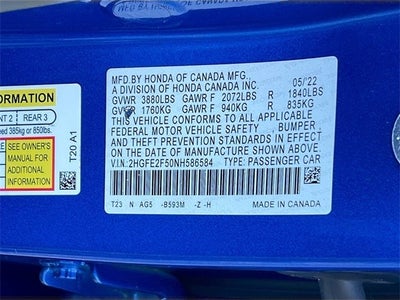 MFD.BY HONDA OF CANADA MFG.,
A DIVISION OF HONDA CANADA INC. 05/22
GVWR 3880LBS GAWR F 2072LBS R 1840LBS
GVWR 1760KG GAWR F 940KG R 835KG
THIS VEHICLE CONFORMS TO ALL APPLICABLE
FEDERAL MOTOR VEHICLE SAFETY, BUMPER,
AND THEFT PREVENTION STANDARDS IN EFFECT
ON THE DATE OF MANUFACTURE SHOWN ABOVE.
V.I.N:2HGFE2F50NH586584 TYPE: PASSENGER CAR
T23 N AG5 -B593M -Z -H MADE IN CANADA
INFORMATION
2 REAR 3
exceed 385kg or 850lbs.
SEE OWNER'S
MANUAL FOR
ADDITIONAL
INFORMATION
T20 A1